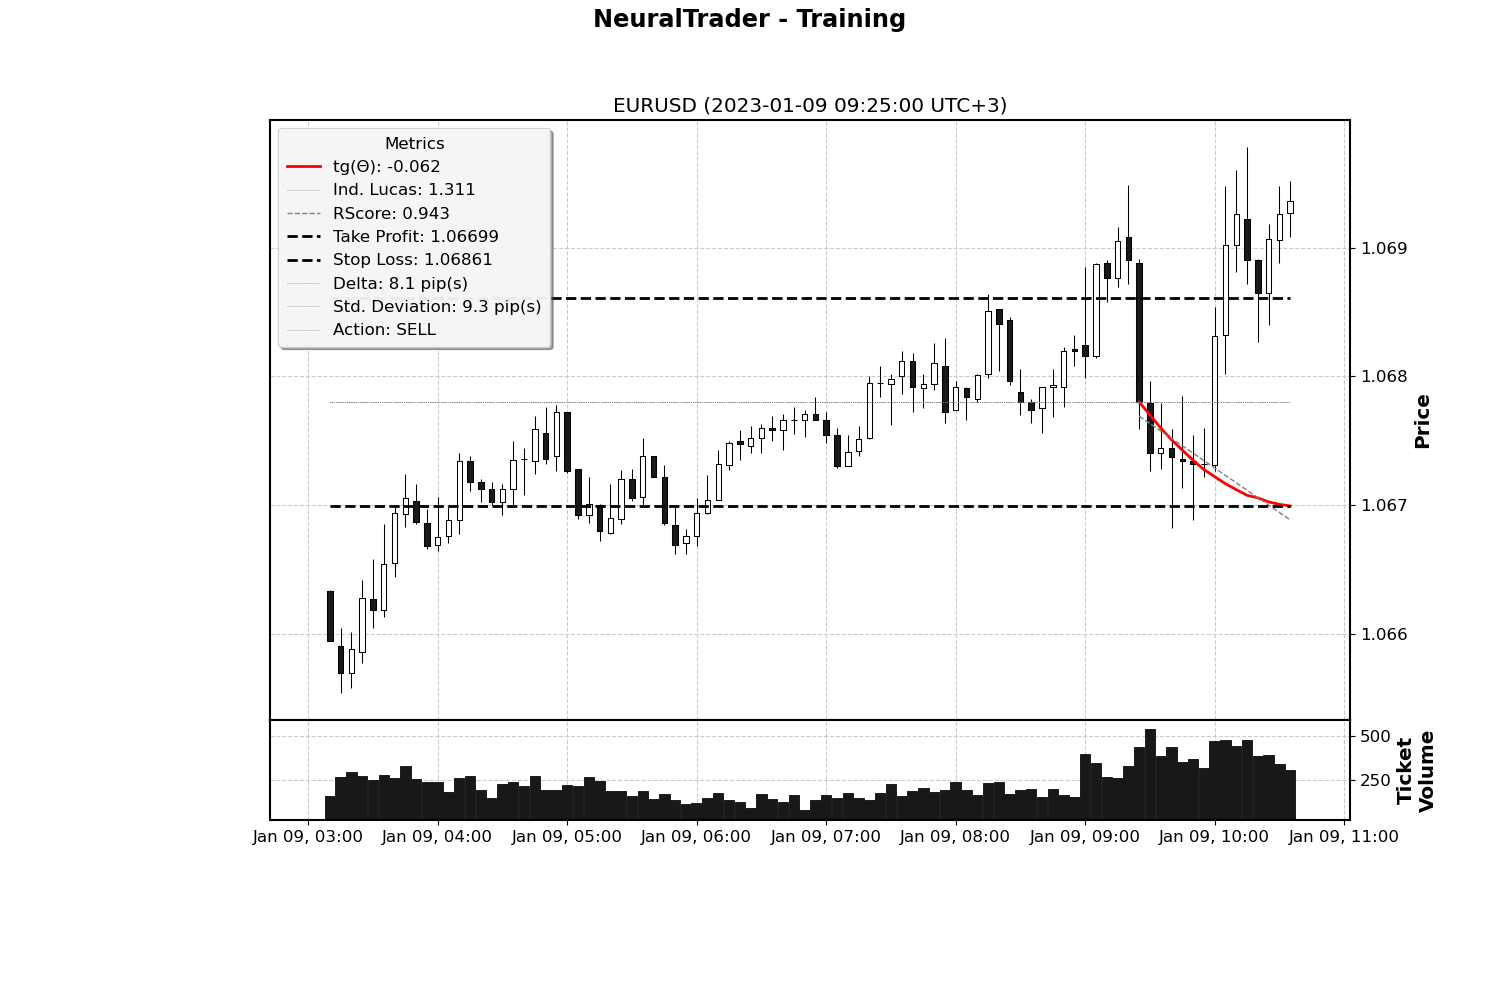 NeuralTrader - Training
EURUSD (2023-01-09 09:25:00 UTC+3)
Metrics
tg(Θ): -0.062
Ind. Lucas: 1.311
RScore: 0.943
Take Profit: 1.06699
Stop Loss: 1.06861
Delta: 8.1 pip(s)
Std. Deviation: 9.3 pip(s)
Action: SELL
1.069
1.068
1.067
1.066
Price
500
250
Ticket
Volume
Jan 09, 03:00
Jan 09, 04:00
Jan 09, 05:00
Jan 09, 06:00
Jan 09, 07:00
Jan 09, 08:00
Jan 09, 09:00
Jan 09, 10:00
Jan 09, 11:00